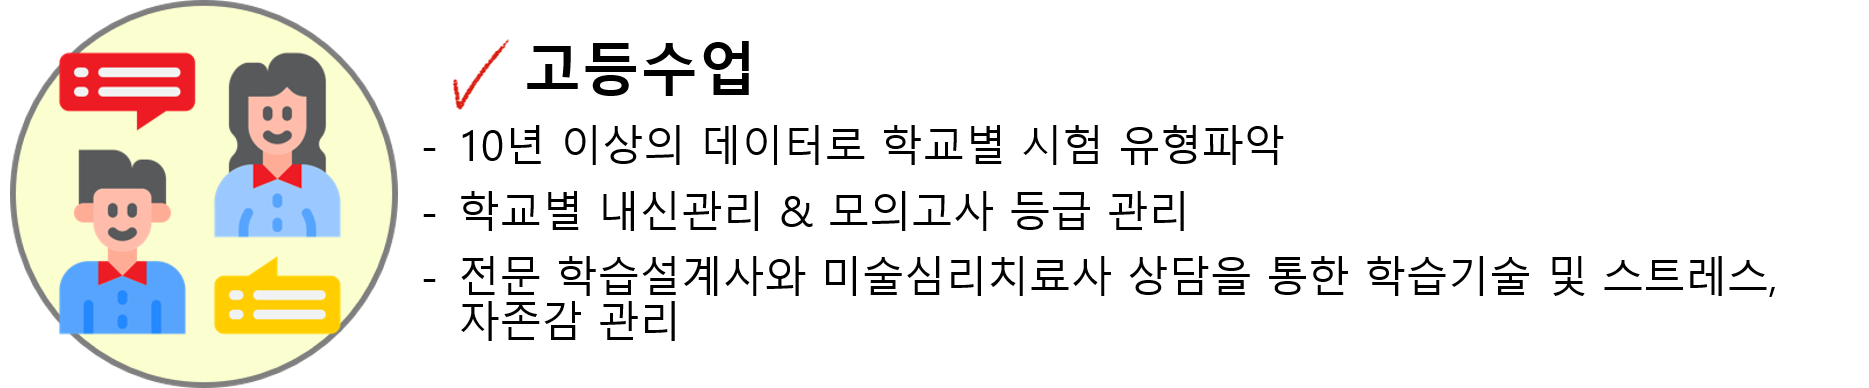 고등수업
- 10년 이상의 데이터로 학교별 시험 유형파악
- 학교별 내신관리 & 모의고사 등급 관리
- 전문 학습설계사와 미술심리치료사 상담을 통한 학습기술 및 스트레스,
자존감 관리